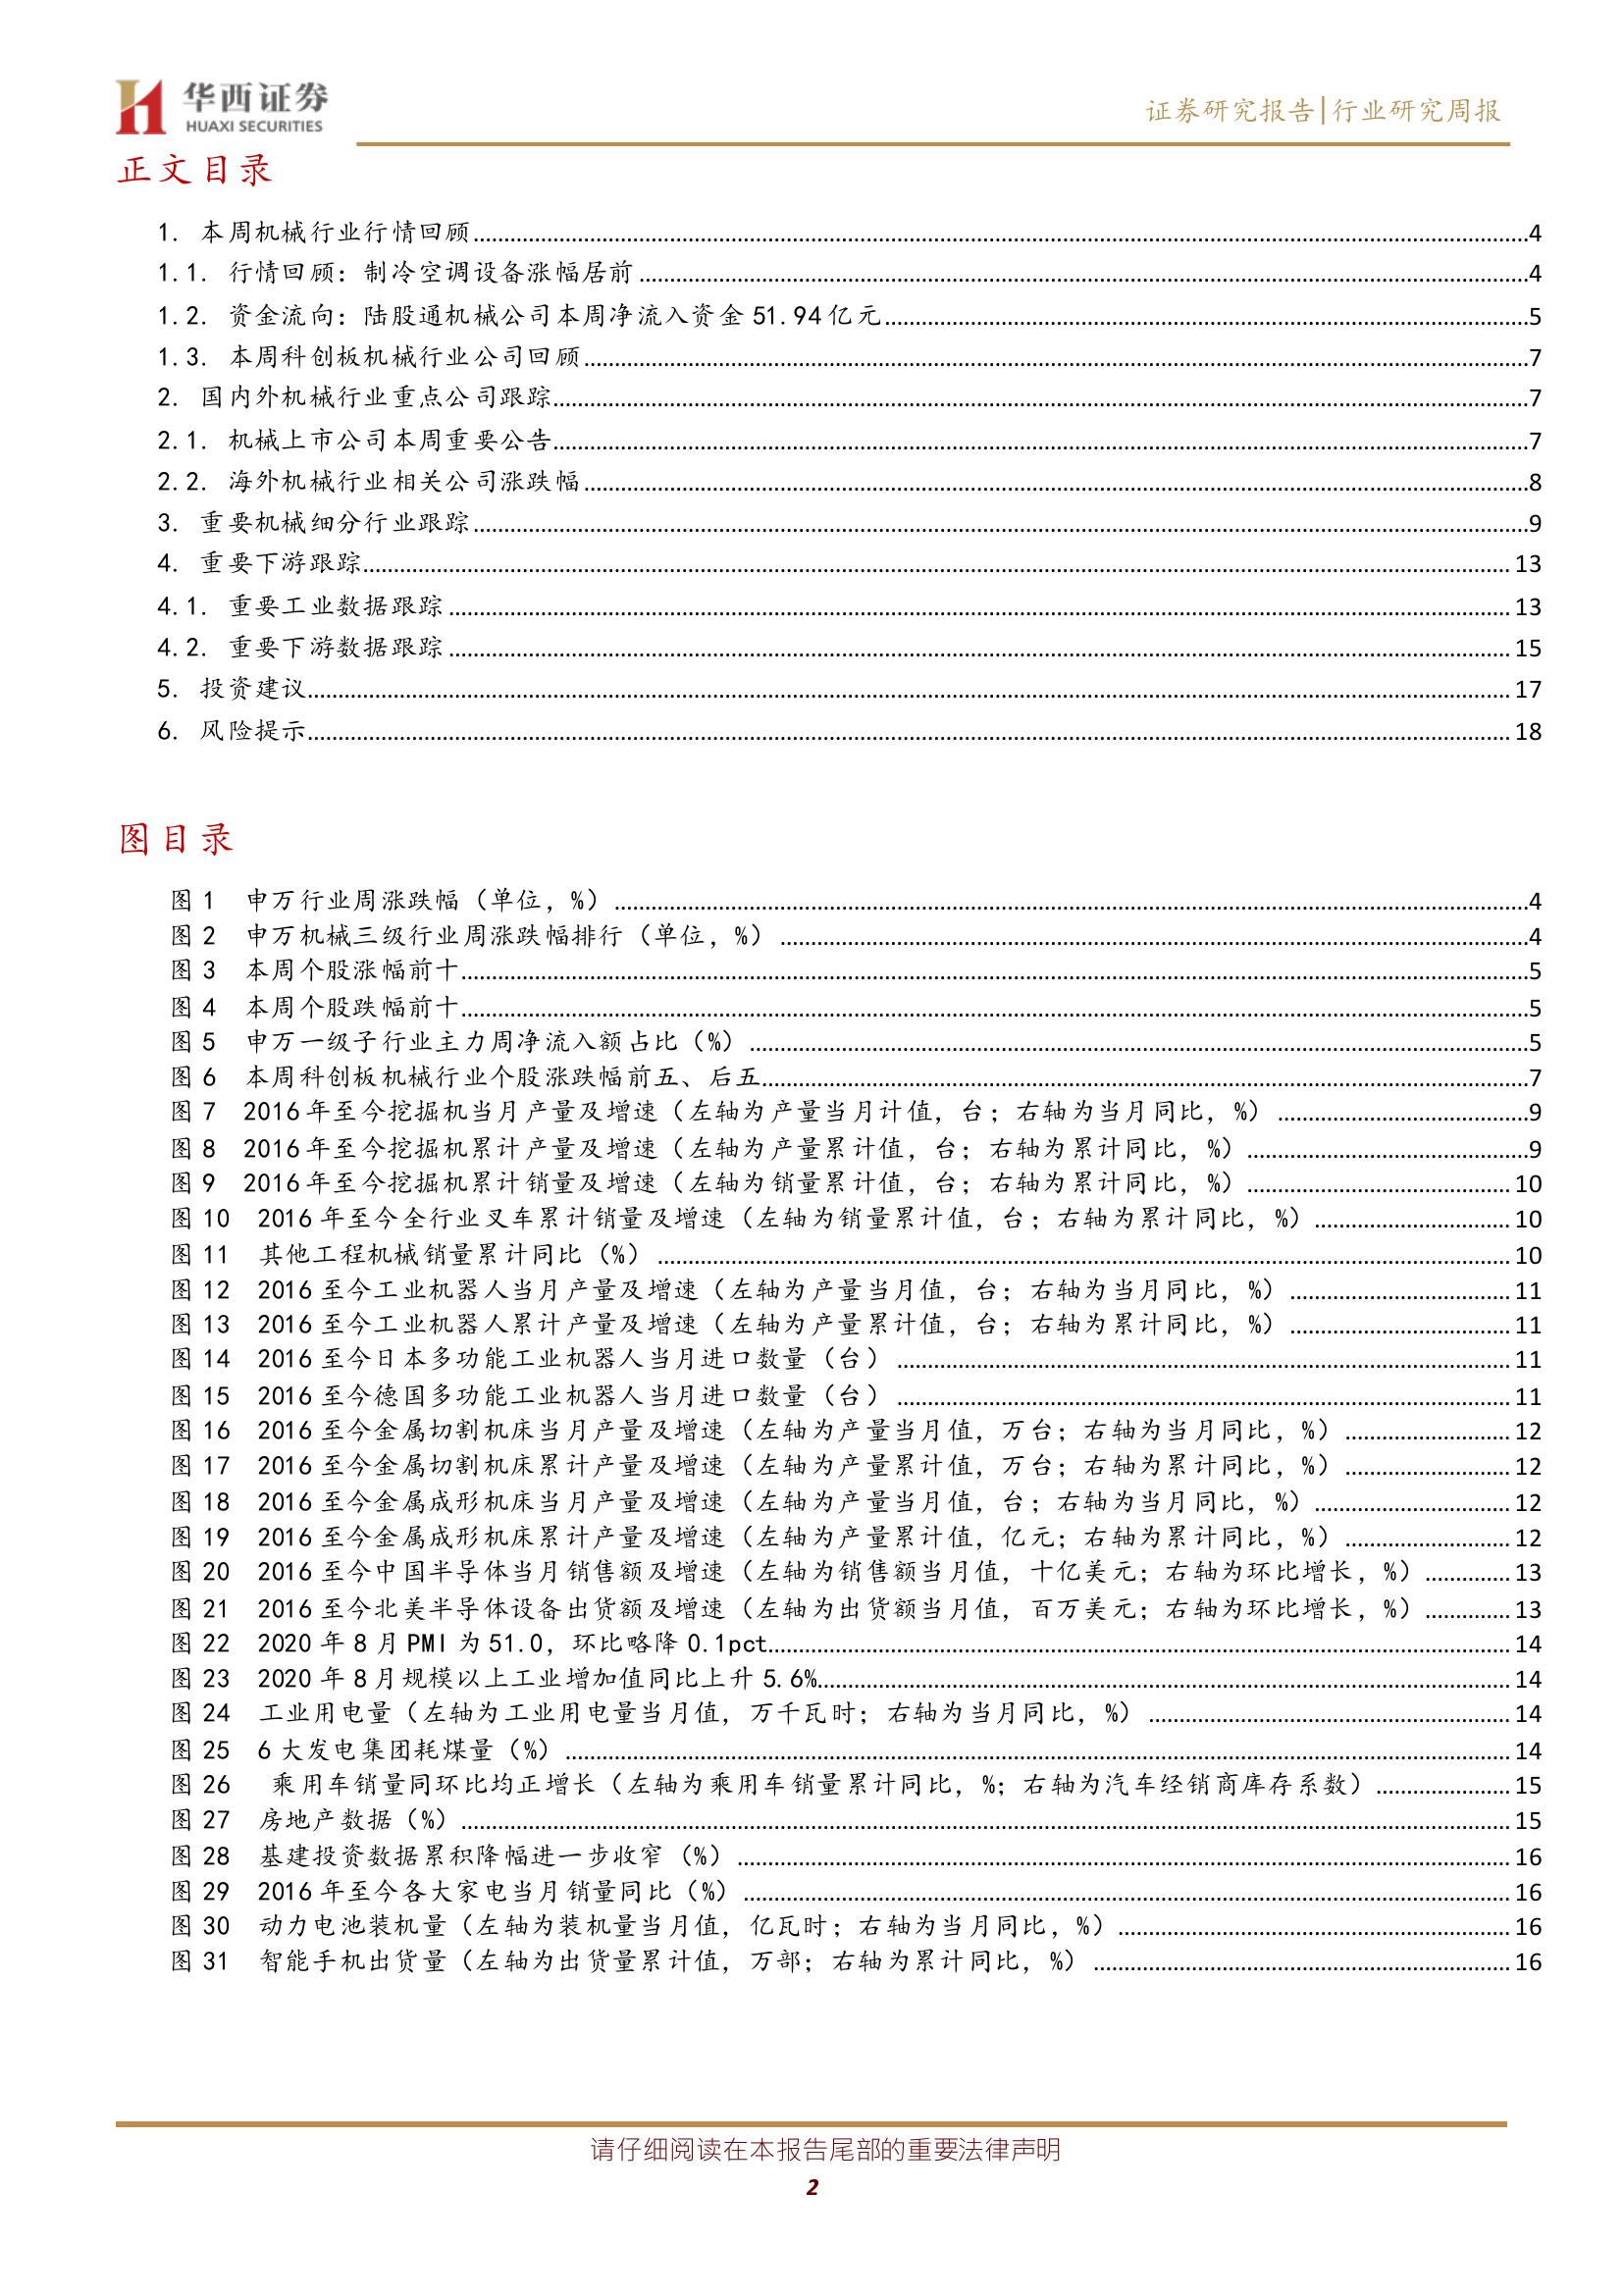 华西证券
HUAXI SECURITIES
证券研究报告|行业研究周报
正文目录
1. 本周机械行业行情回顾....................4
1.1. 行情回顾：制冷空调设备涨幅居前....................4
1.2. 资金流向：陆股通机械公司本周净流入资金 51.94 亿元....................5
1.3. 本周科创板机械行业公司回顾....................7
2. 国内外机械行业重点公司跟踪....................7
2.1. 机械上市公司本周重要公告....................7
2.2. 海外机械行业相关公司涨跌幅....................8
3. 重要机械细分行业跟踪....................9
4. 重要下游跟踪....................13
4.1. 重要工业数据跟踪....................13
4.2. 重要下游数据跟踪....................15
5. 投资建议....................17
6. 风险提示....................18
图目录
图 1 申万行业周涨跌幅（单位，%）....................4
图 2 申万机械三级行业周涨跌幅排行（单位，%）....................4
图 3 本周个股涨幅前十....................5
图 4 本周个股跌幅前十....................5
图 5 申万一级子行业主力周净流入额占比（%）....................5
图 6 本周科创板机械行业个股涨跌幅前五、后五....................7
图 7 2016 年至今挖掘机当月产量及增速（左轴为产量当月计值，台；右轴为当月同比，%）....................9
图 8 2016 年至今挖掘机累计产量及增速（左轴为产量累计值，台；右轴为累计同比，%）....................9
图 9 2016 年至今挖掘机累计销量及增速（左轴为销量累计值，台；右轴为累计同比，%）....................10
图 10 2016 年至今全行业叉车累计销量及增速（左轴为销量累计值，台；右轴为累计同比，%）....................10
图 11 其他工程机械销量累计同比（%）....................10
图 12 2016 至今工业机器人当月产量及增速（左轴为产量当月值，台；右轴为当月同比，%）....................11
图 13 2016 至今工业机器人累计产量及增速（左轴为产量累计值，台；右轴为累计同比，%）....................11
图 14 2016 至今日本多功能工业机器人当月进口数量（台）....................11
图 15 2016 至今德国多功能工业机器人当月进口数量（台）....................11
图 16 2016 至今金属切割机床当月产量及增速（左轴为产量当月值，万台；右轴为当月同比，%）....................12
图 17 2016 至今金属切割机床累计产量及增速（左轴为产量累计值，万台；右轴为累计同比，%）....................12
图 18 2016 至今金属成形机床当月产量及增速（左轴为产量当月值，台；右轴为当月同比，%）....................12
图 19 2016 至今金属成形机床累计产量及增速（左轴为产量累计值，亿元；右轴为累计同比，%）....................12
图 20 2016 至今中国半导体当月销售额及增速（左轴为销售额当月值，十亿美元；右轴为环比增长，%）....................13
图 21 2016 至今北美半导体设备出货额及增速（左轴为出货额当月值，百万美元；右轴为环比增长，%）....................13
图 22 2020 年 8 月 PMI 为 51.0，环比略降 0.1pct....................14
图 23 2020 年 8 月规模以上工业增加值同比上升 5.6%....................14
图 24 工业用电量（左轴为工业用电量当月值，万千瓦时；右轴为当月同比，%）....................14
图 25 6 大发电集团耗煤量（%）....................14
图 26 乘用车销量同环比均正增长（左轴为乘用车销量累计同比，%；右轴为汽车经销商库存系数）....................15
图 27 房地产数据（%）....................15
图 28 基建投资数据累积降幅进一步收窄（%）....................16
图 29 2016 年至今各大家电当月销量同比（%）....................16
图 30 动力电池装机量（左轴为装机量当月值，亿瓦时；右轴为当月同比，%）....................16
图 31 智能手机出货量（左轴为出货量累计值，万部；右轴为累计同比，%）....................16
请仔细阅读在本报告尾部的重要法律声明
2